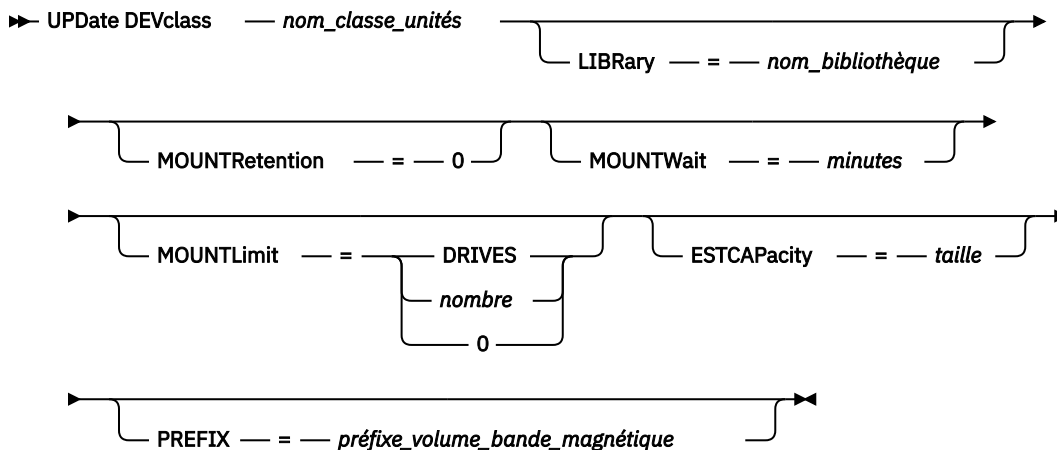 UPDate DEVclass nom_classe_unités
LIBRary = nom_bibliothèque
MOUNTRetention = 0 MOUNTWait = minutes
MOUNTLimit = DRIVES ESTCAPacity = taille
nombre
0
PREFIX = préfixe_volume_bande_magnétique